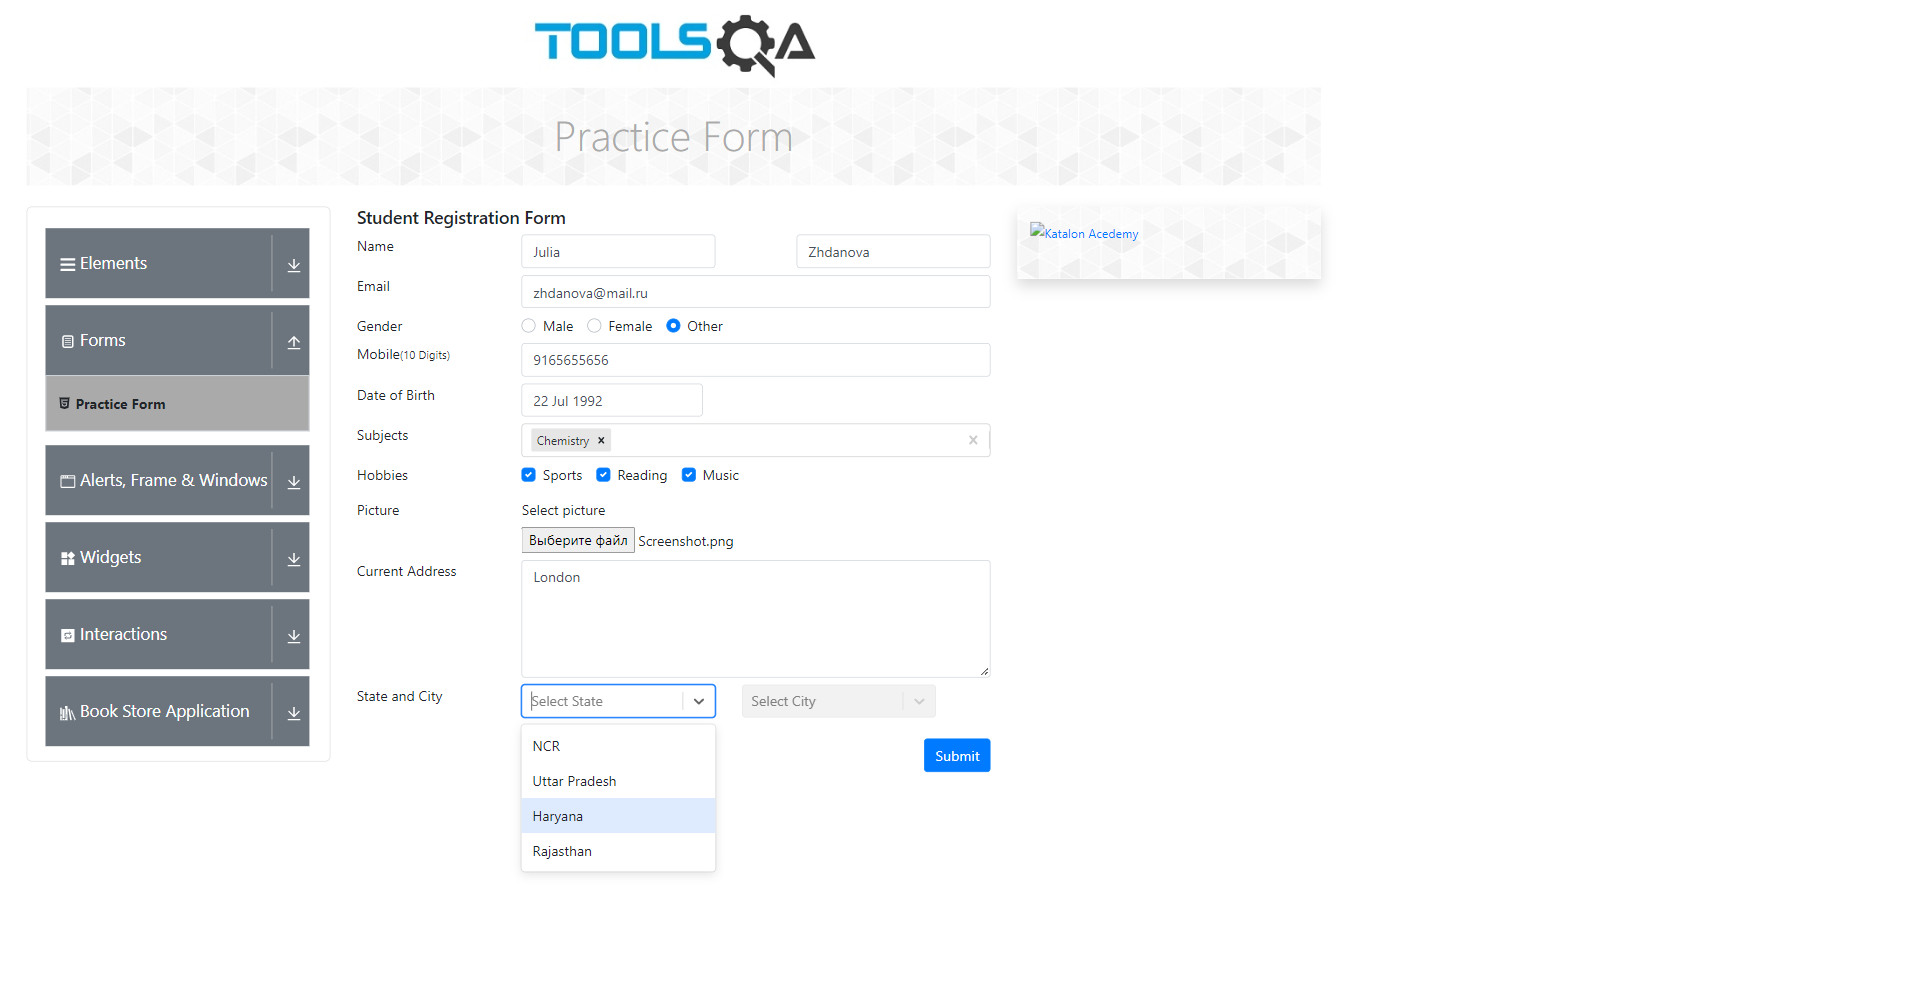 TOOLSQA
Practice Form
Elements
Forms
Practice Form
Alerts, Frame & Windows
Widgets
Interactions
Book Store Application
Student Registration Form
Name
Julia
Zhdanova
Email
zhdanova@mail.ru
Gender
Male Female Other
Mobile(10 Digits)
9165655656
Date of Birth
22 Jul 1992
Subjects
Chemistry
Hobbies
Sports Reading Music
Picture
Select picture
Выберите файл Screenshot.png
Current Address
London
State and City
Select State
Select City
NCR
Uttar Pradesh
Haryana
Rajasthan
Submit
Katalon Acedemy